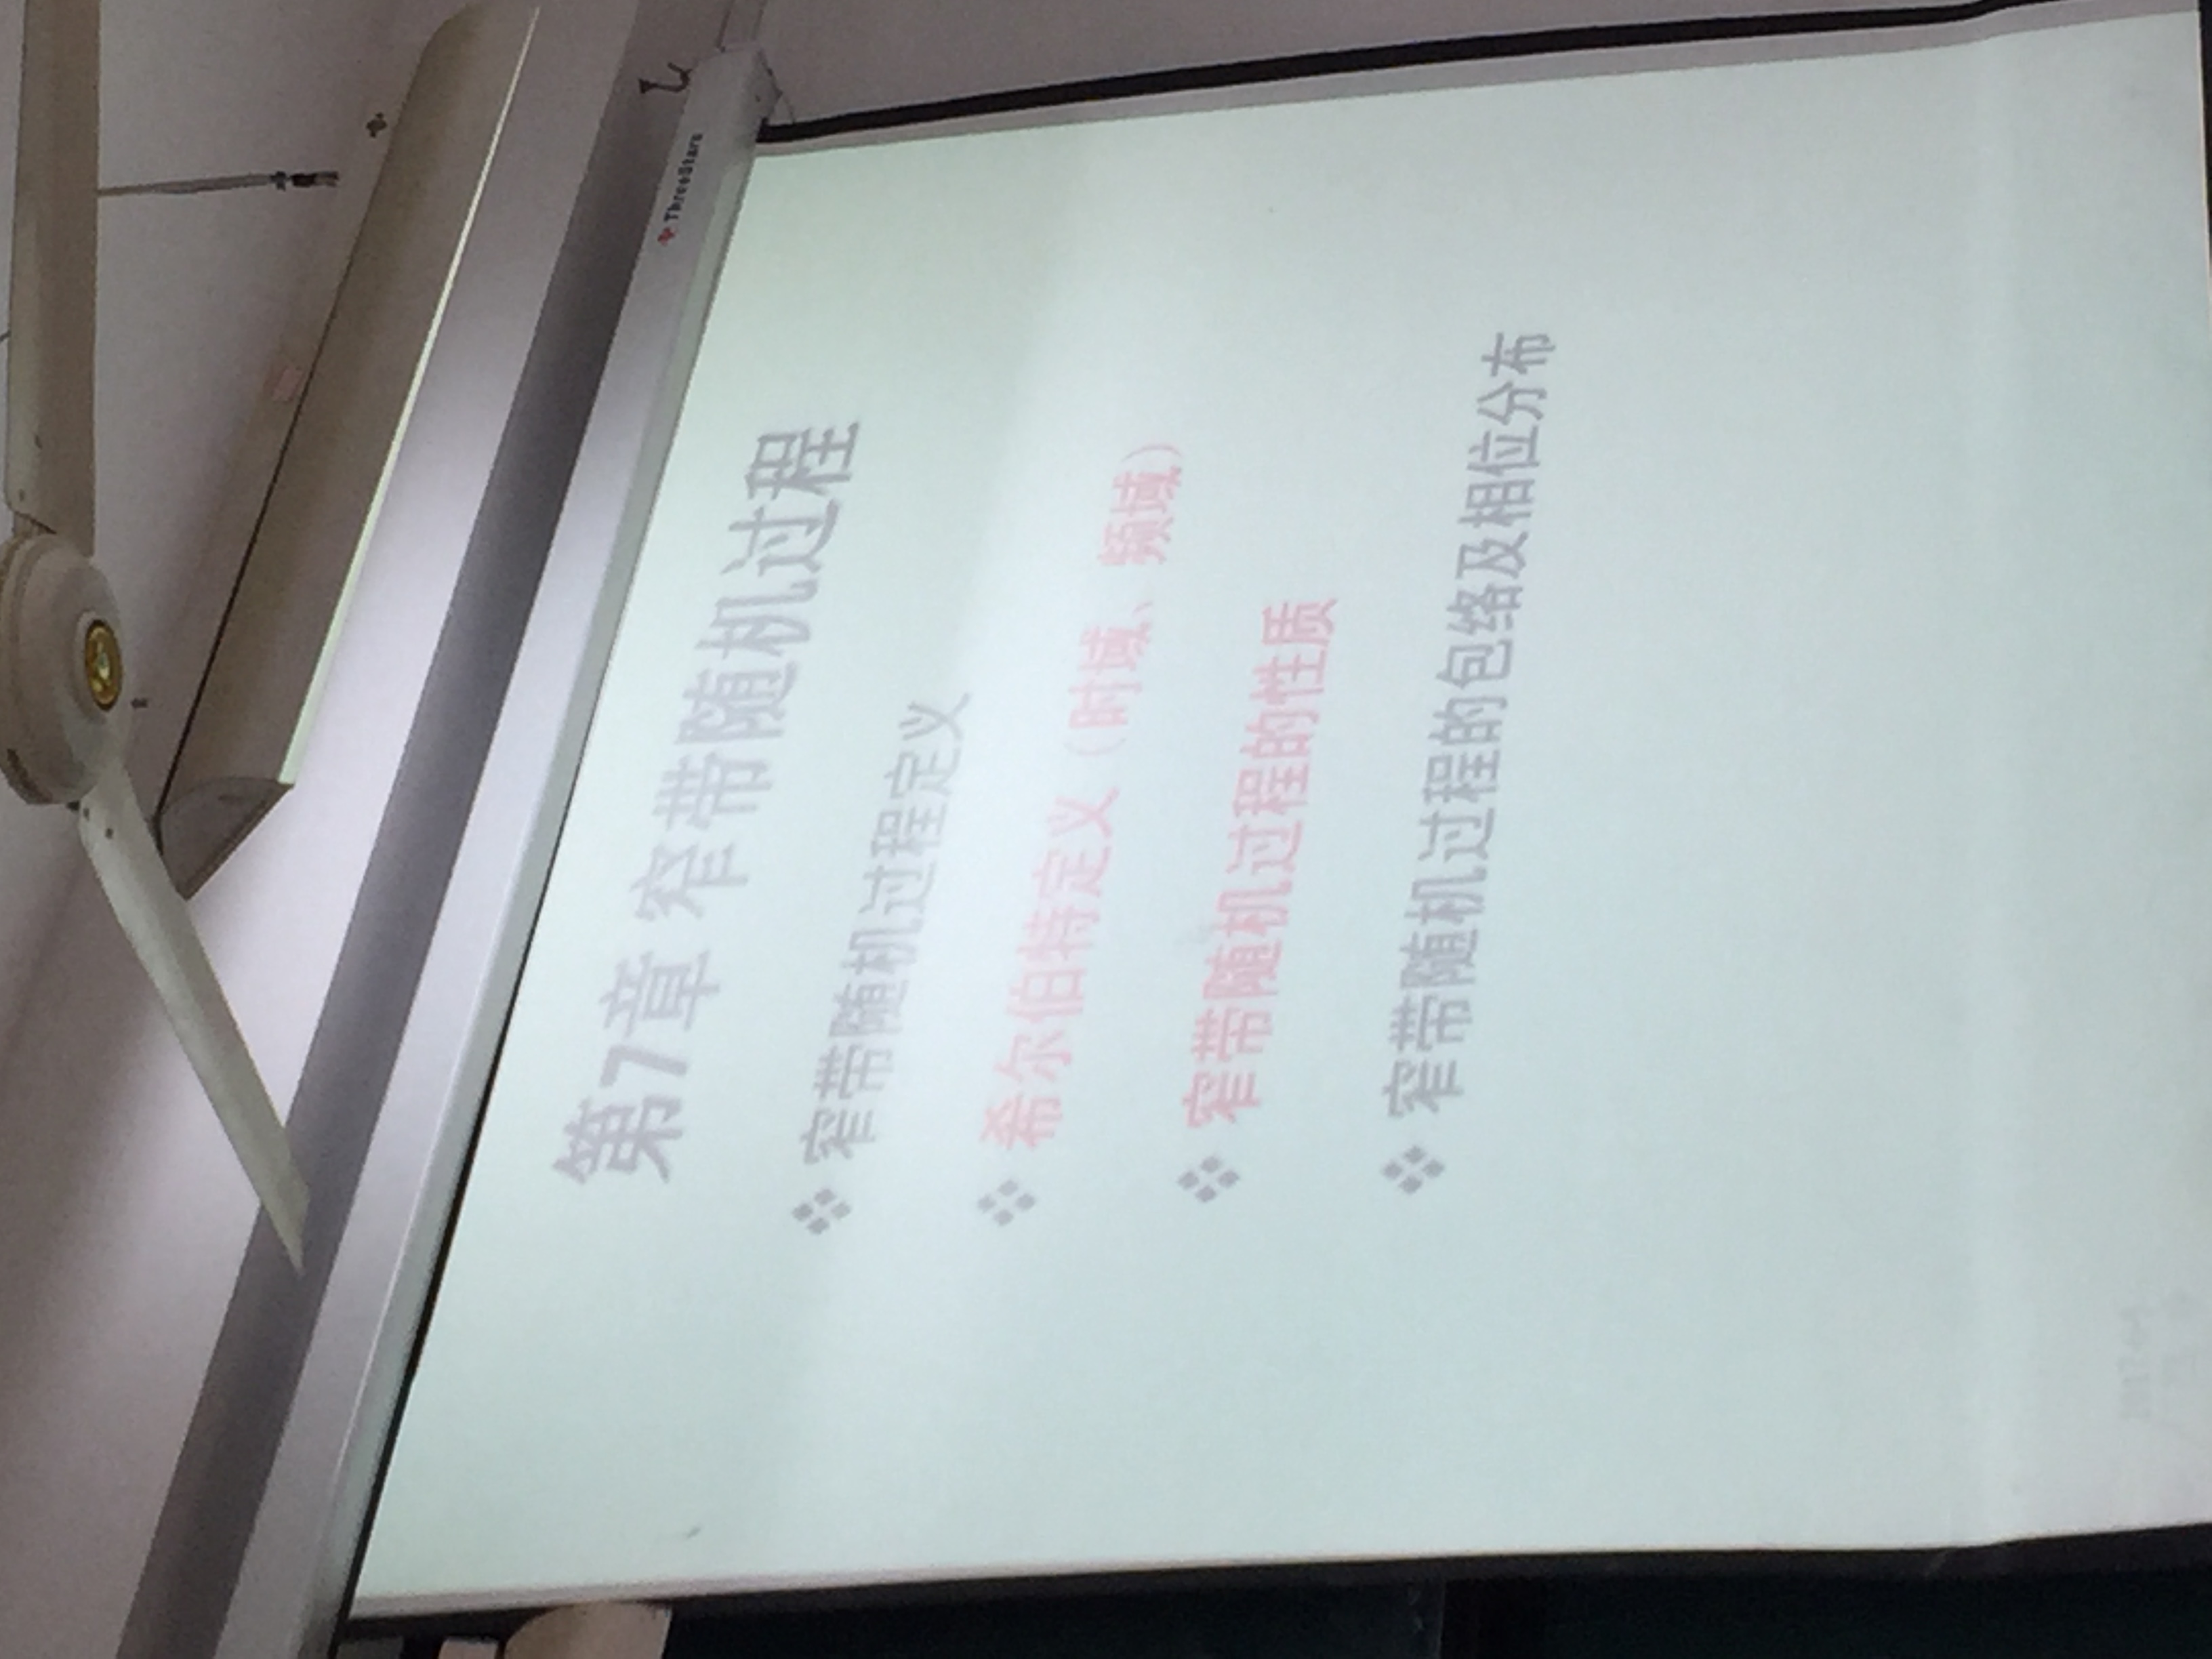 ThreeStars
第7章 窄带随机过程
❖ 窄带随机过程定义
❖ 希尔伯特定义（时域、频域）
❖ 窄带随机过程的性质
❖ 窄带随机过程的包络及相位分布